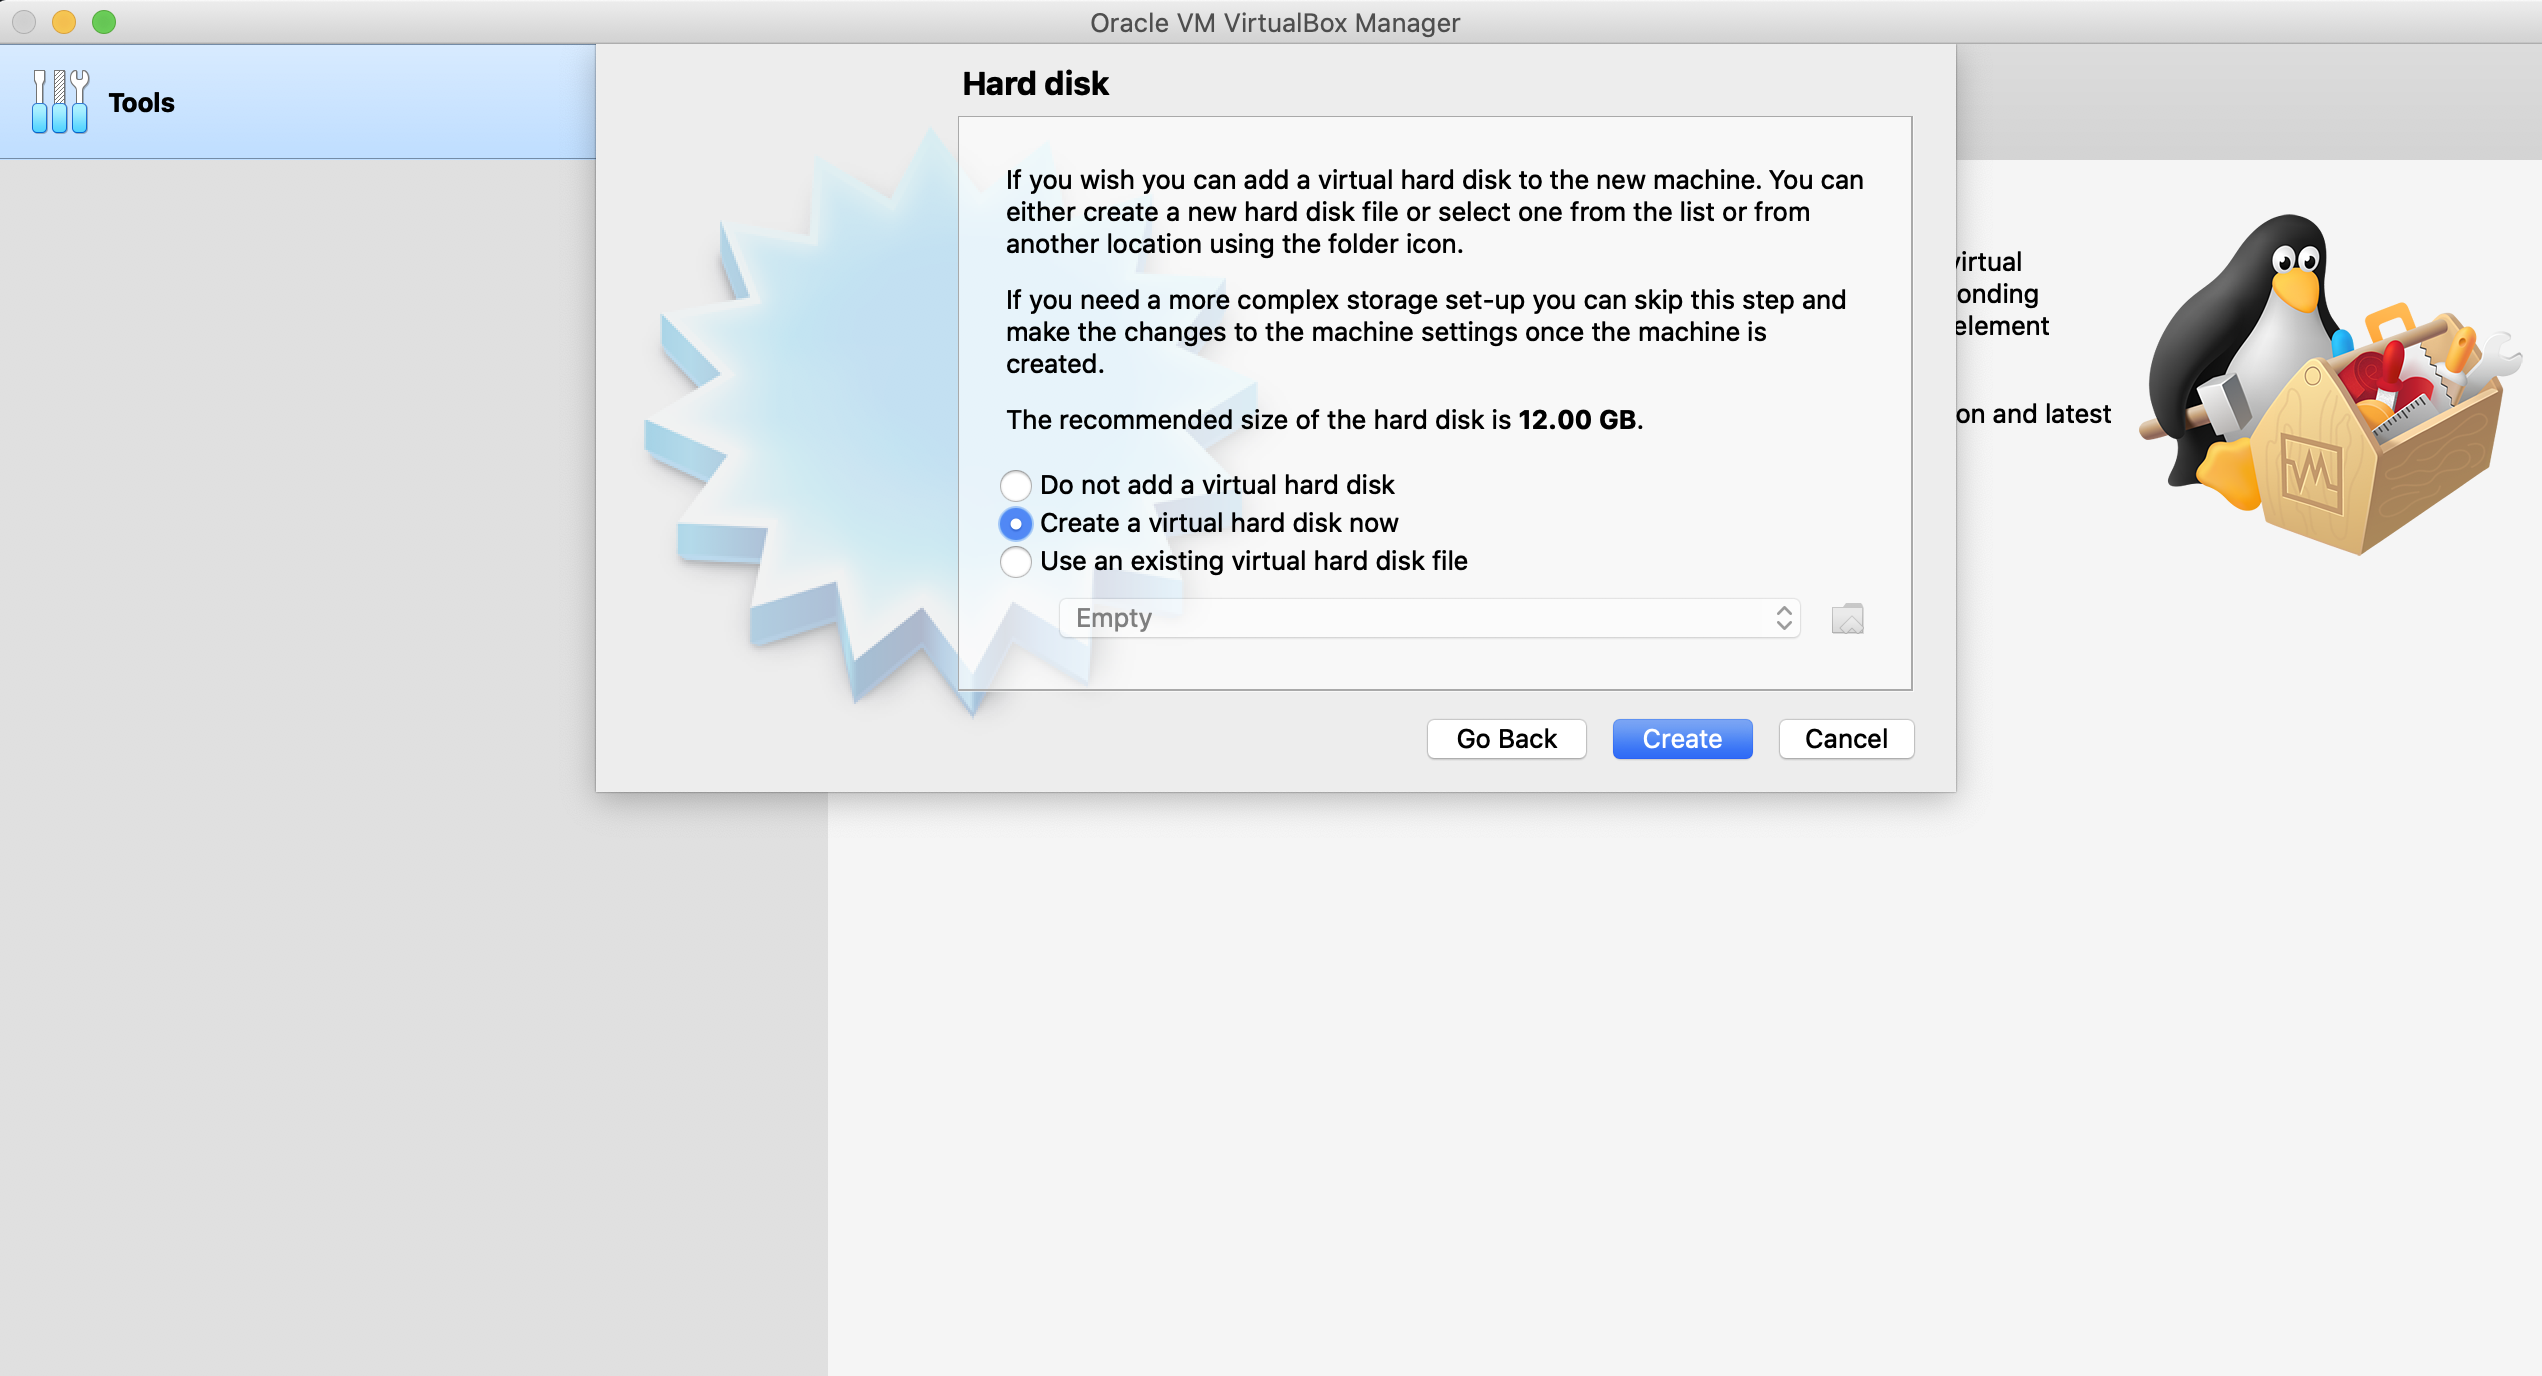 Oracle VM VirtualBox Manager
Tools
Hard disk
If you wish you can add a virtual hard disk to the new machine. You can
either create a new hard disk file or select one from the list or from
another location using the folder icon.
If you need a more complex storage set-up you can skip this step and
make the changes to the machine settings once the machine is
created.
The recommended size of the hard disk is 12.00 GB.
Do not add a virtual hard disk
Create a virtual hard disk now
Use an existing virtual hard disk file
Empty
Go Back
Create
Cancel
virtual
onding
element
on and latest